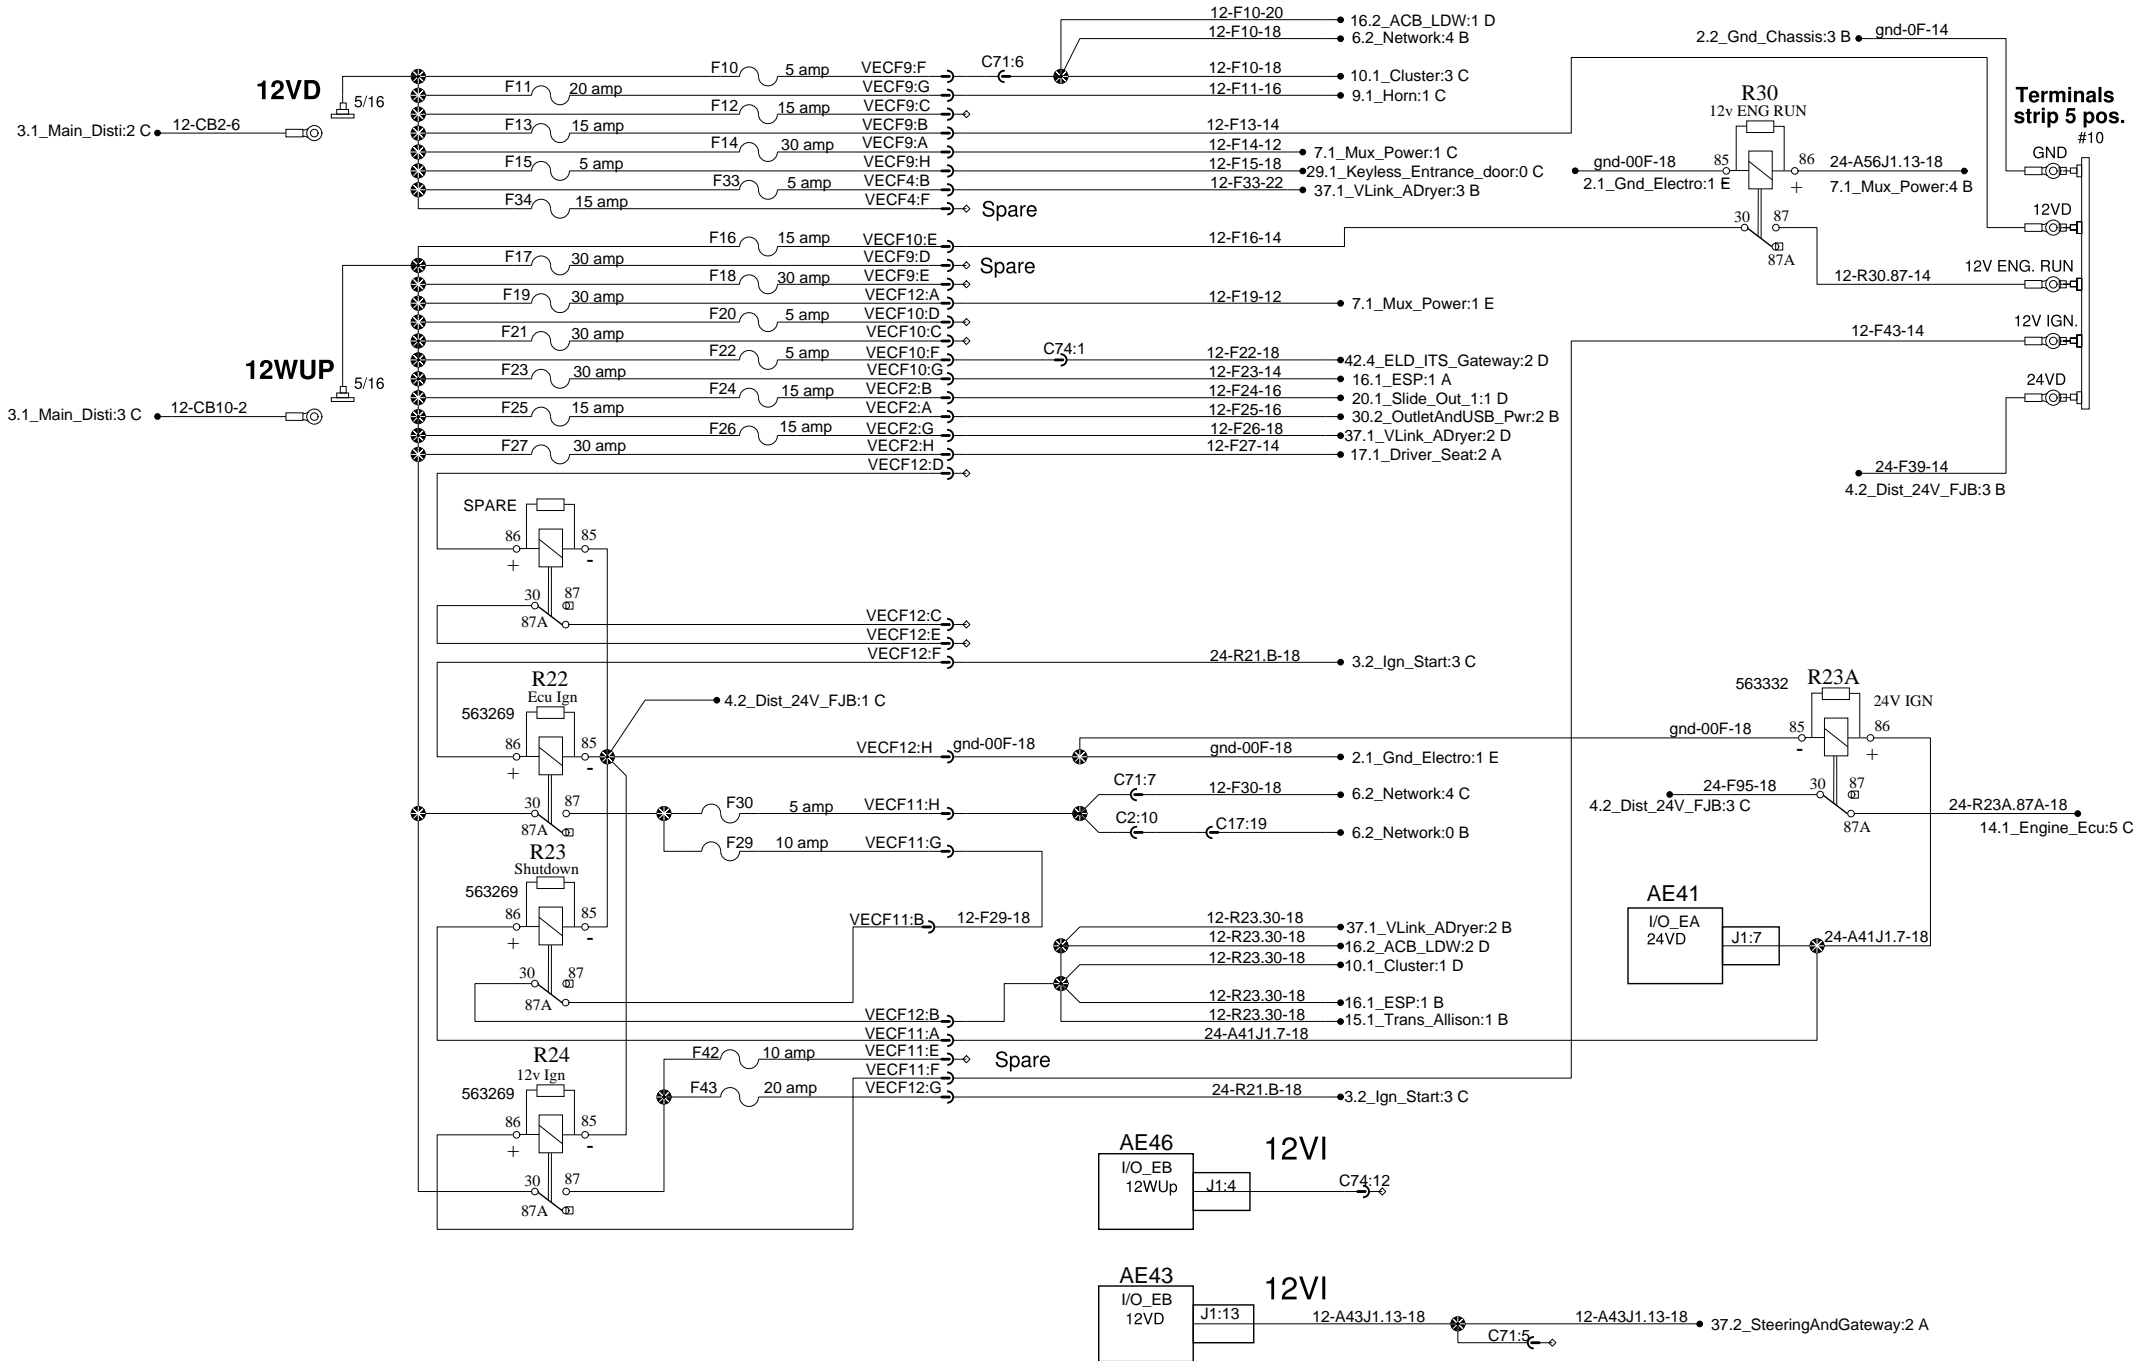 12-F10-20
16.2_ACB_LDW:1 D
12-F10-18
6.2_Network:4 B
2.2_Gnd_Chassis:3 B
gnd-0F-14
F10
5 amp
VECF9:F
C71:6
12-F10-18
10.1_Cluster:3 C
12VD
5/16
F11
20 amp
VECF9:G
12-F11-16
9.1_Horn:1 C
R30
12v ENG RUN
Terminals
strip 5 pos.
#10
F12
15 amp
VECF9:C
3.1_Main_Disti:2 C
12-CB2-6
F13
15 amp
VECF9:B
12-F13-14
F14
30 amp
VECF9:A
12-F14-12
7.1_Mux_Power:1 C
GND
F15
5 amp
VECF9:H
12-F15-18
29.1_Keyless_Entrance_door:0 C
gnd-00F-18
2.1_Gnd_Electro:1 E
85
86
+
24-A56J1.13-18
7.1_Mux_Power:4 B
F33
5 amp
VECF4:B
12-F33-22
37.1_VLink_ADryer:3 B
F34
15 amp
VECF4:F
Spare
12VD
30
87
87A
F16
15 amp
VECF10:E
12-F16-14
F17
30 amp
VECF9:D
Spare
12V ENG. RUN
12-R30.87-14
F18
30 amp
VECF9:E
F19
30 amp
VECF12:A
12-F19-12
7.1_Mux_Power:1 E
F20
5 amp
VECF10:D
12V IGN.
12-F43-14
F21
30 amp
VECF10:C
F22
5 amp
VECF10:F
C74:1
12-F22-18
42.4_ELD_ITS_Gateway:2 D
12WUP
5/16
F23
30 amp
VECF10:G
12-F23-14
16.1_ESP:1 A
24VD
F24
15 amp
VECF2:B
12-F24-16
20.1_Slide_Out_1:1 D
3.1_Main_Disti:3 C
12-CB10-2
F25
15 amp
VECF2:A
12-F25-16
30.2_OutletAndUSB_Pwr:2 B
F26
15 amp
VECF2:G
12-F26-18
37.1_VLink_ADryer:2 D
F27
30 amp
VECF2:H
12-F27-14
17.1_Driver_Seat:2 A
VECF12:D
24-F39-14
4.2_Dist_24V_FJB:3 B
SPARE
86
85
+
-
30
87
87A
VECF12:C
VECF12:E
VECF12:F
24-R21.B-18
3.2_Ign_Start:3 C
R22
Ecu Ign
563269
4.2_Dist_24V_FJB:1 C
563332
R23A
24V IGN
86
85
+
-
VECF12:H
gnd-00F-18
gnd-00F-18
2.1_Gnd_Electro:1 E
gnd-00F-18
85
86
-
+
30
87
87A
F30
5 amp
VECF11:H
C71:7
12-F30-18
6.2_Network:4 C
C2:10
C17:19
6.2_Network:0 B
24-F95-18
4.2_Dist_24V_FJB:3 C
30
87
87A
24-R23A.87A-18
14.1_Engine_Ecu:5 C
F29
10 amp
VECF11:G
R23
Shutdown
563269
86
85
+
-
VECF11:B
12-F29-18
12-R23.30-18
37.1_VLink_ADryer:2 B
12-R23.30-18
16.2_ACB_LDW:2 D
12-R23.30-18
10.1_Cluster:1 D
AE41
I/O_EA
24VD
J1:7
24-A41J1.7-18
30
87
87A
12-R23.30-18
16.1_ESP:1 B
VECF12:B
12-R23.30-18
15.1_Trans_Allison:1 B
VECF11:A
24-A41J1.7-18
R24
12v Ign
563269
F42
10 amp
VECF11:E
Spare
VECF11:F
F43
20 amp
VECF12:G
24-R21.B-18
3.2_Ign_Start:3 C
86
85
+
-
30
87
87A
AE46
12VI
I/O_EB
12WUp
J1:4
C74:12
AE43
12VI
I/O_EB
12VD
J1:13
12-A43J1.13-18
12-A43J1.13-18
37.2_SteeringAndGateway:2 A
C71:5